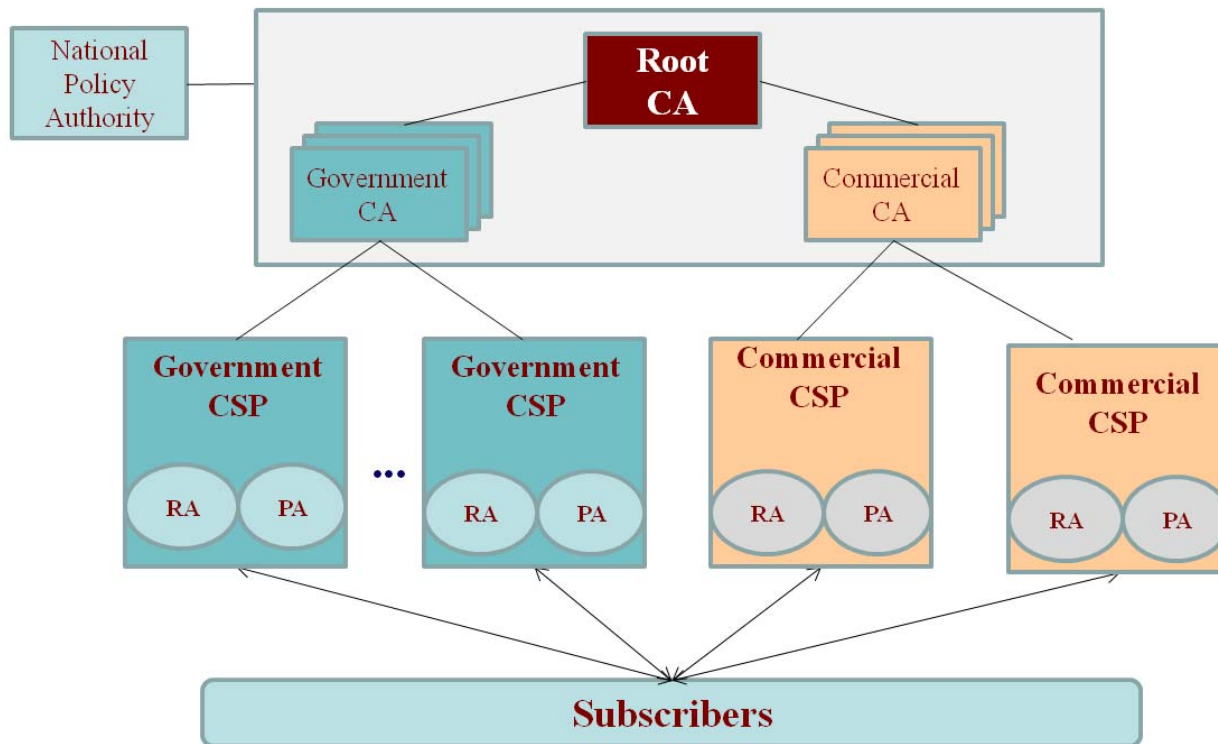 National
Policy
Authority
Root
CA
Government
CA
Commercial
CA
Government
CSP
RA
PA
...
Government
CSP
RA
PA
Commercial
CSP
RA
PA
Commercial
CSP
RA
PA
Subscribers